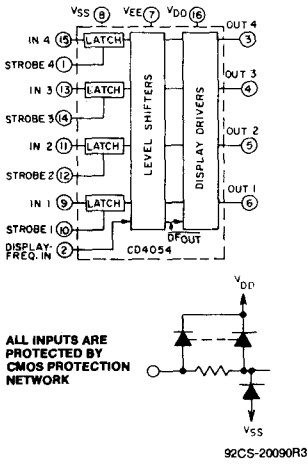 VSS 8 VEE 7 VDD 16
OUT 4
IN 4 15 LATCH 3
STROBE 4 1
OUT 3
IN 3 13 LATCH 4
STROBE 3 14
LEVEL SHIFTERS
DISPLAY DRIVERS
OUT 2
IN 2 11 LATCH 5
STROBE 2 12
OUT 1
IN 1 9 LATCH 6
STROBE 1 10
DISPLAY- 2 DFOUT
FREQ. IN CD4054
VDD
ALL INPUTS ARE
PROTECTED BY
CMOS PROTECTION
NETWORK
VSS
92CS-20090R3